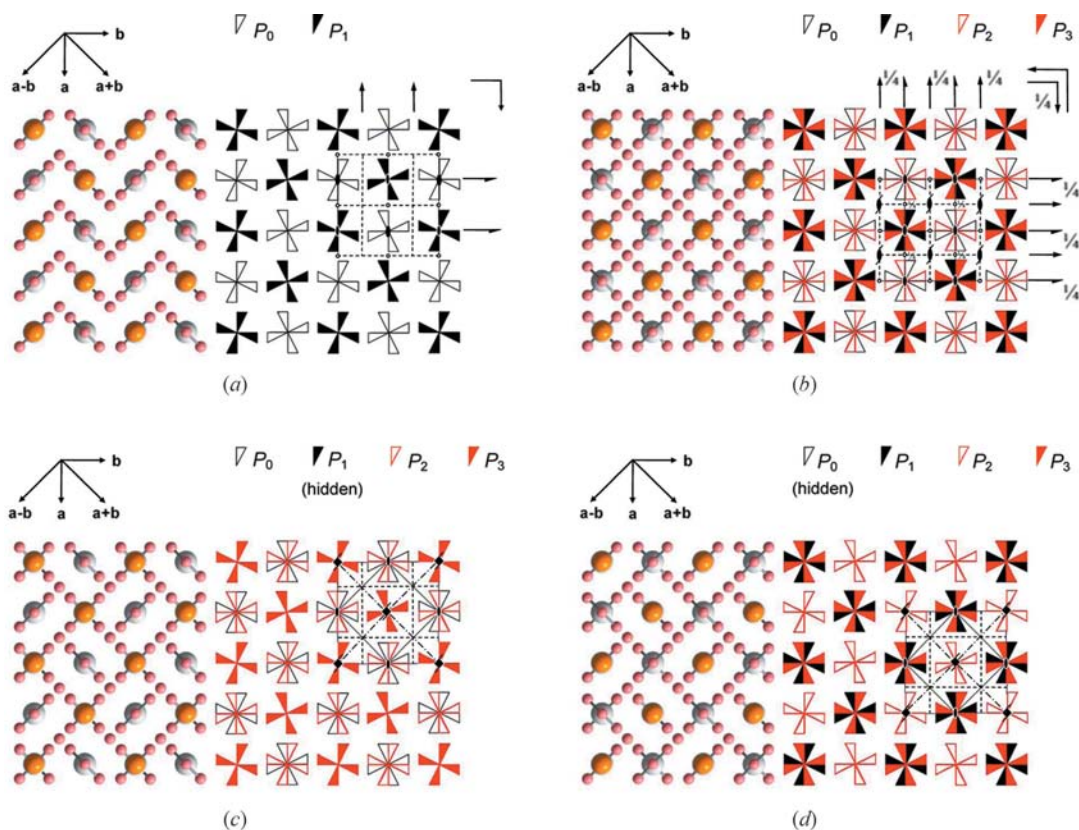 b
a-b a a+b
P0 P1
(a)
b
a-b a a+b
P0 P1 P2 P3
¼ ¼ ¼
¼
¼
¼
¼
(b)
b
a-b a a+b
P0 P1 P2 P3
(hidden)
(c)
b
a-b a a+b
P0 P1 P2 P3
(hidden)
(d)